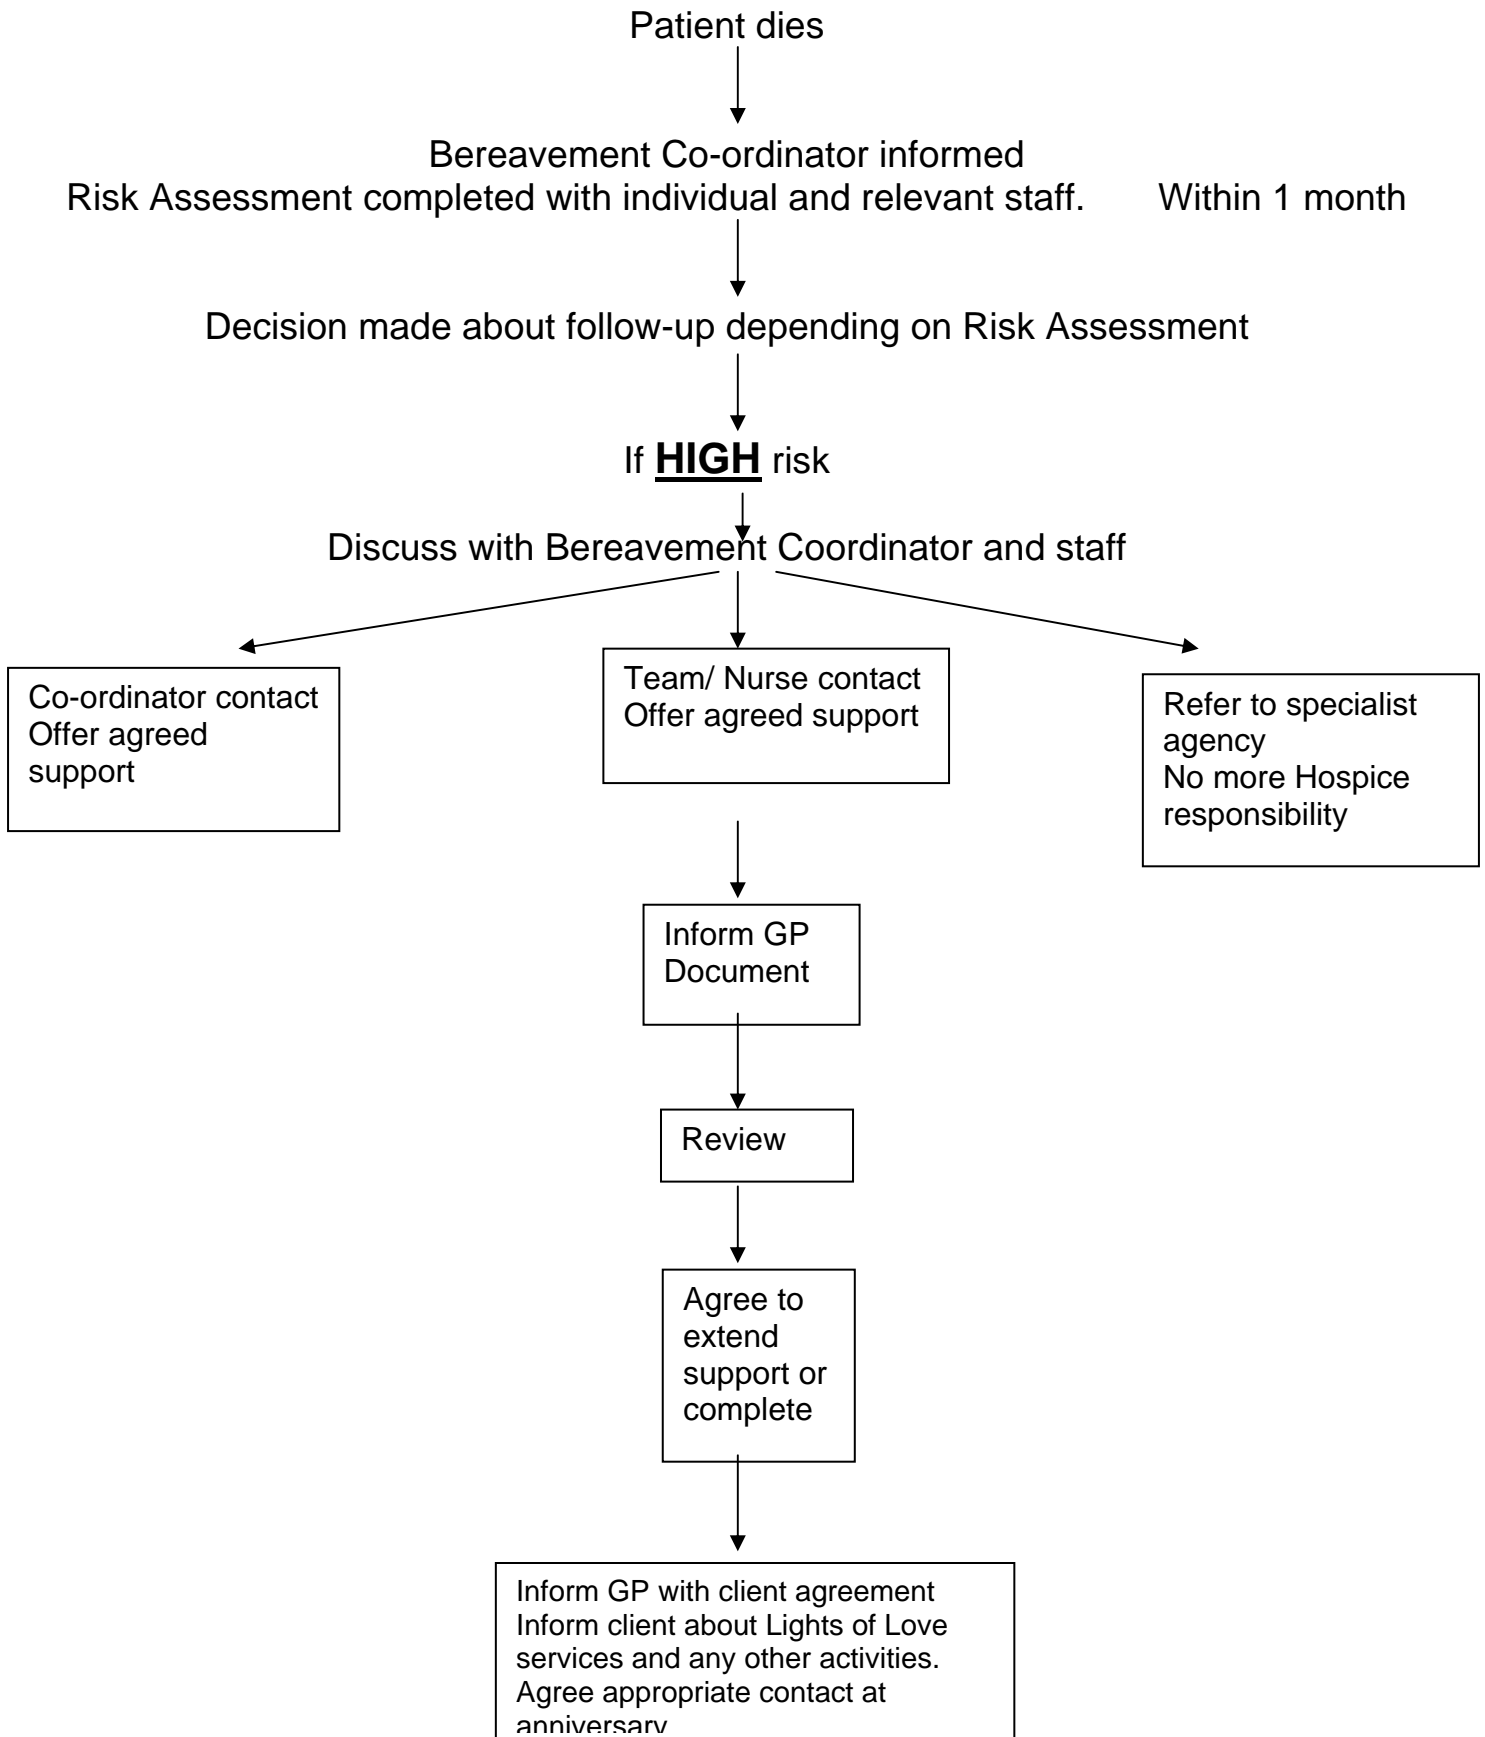 Patient dies
Bereavement Co-ordinator informed
Risk Assessment completed with individual and relevant staff. Within 1 month
Decision made about follow-up depending on Risk Assessment
If HIGH risk
Discuss with Bereavement Coordinator and staff
Co-ordinator contact
Offer agreed
support
Team/ Nurse contact
Offer agreed support
Refer to specialist
agency
No more Hospice
responsibility
Inform GP
Document
Review
Agree to
extend
support or
complete
Inform GP with client agreement
Inform client about Lights of Love
services and any other activities.
Agree appropriate contact at
anniversary